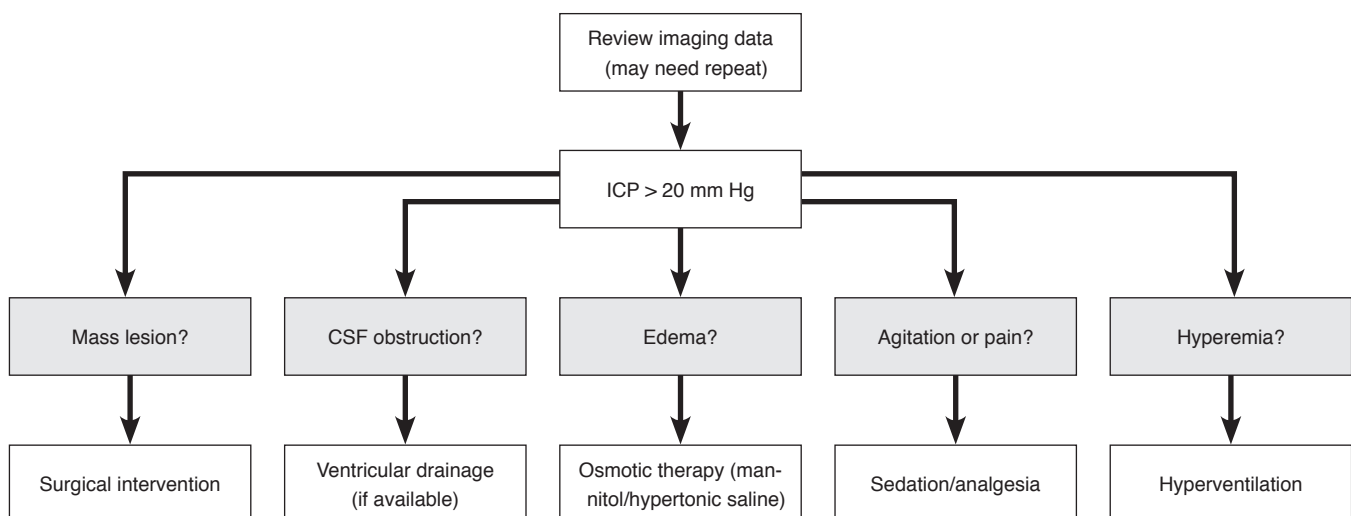 Review imaging data
(may need repeat)
ICP > 20 mm Hg
Mass lesion?
CSF obstruction?
Edema?
Agitation or pain?
Hyperemia?
Surgical intervention
Ventricular drainage
(if available)
Osmotic therapy (man-
nitol/hypertonic saline)
Sedation/analgesia
Hyperventilation